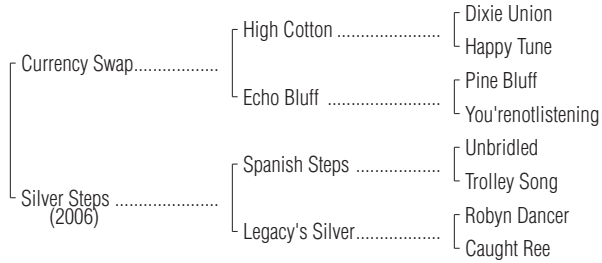 Dixie Union
High Cotton ......................
Happy Tune
Currency Swap..................
Pine Bluff
Echo Bluff ........................
You'renotlistening
Unbridled
Spanish Steps ..................
Trolley Song
Silver Steps ......................
(2006)
Robyn Dancer
Legacy's Silver..................
Caught Ree